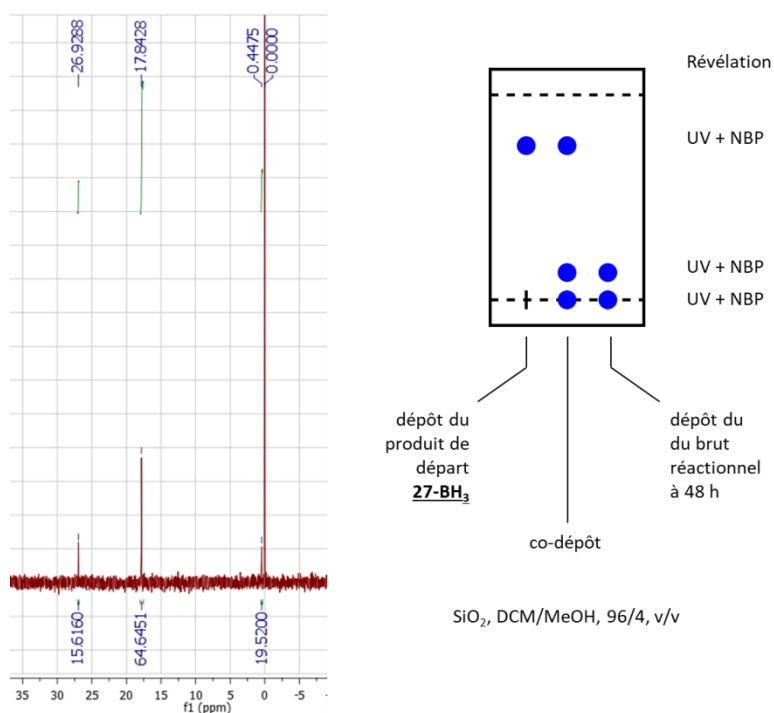 26.9288
17.8428
0.4475
0.0000
15.6160
64.6451
19.5200
35 30 25 20 15 10 5 0 -5
f1 (ppm)
Révélation
UV + NBP
UV + NBP
UV + NBP
dépôt du
produit de
départ
27-BH₃
co-dépôt
dépôt du
du brut
réactionnel
à 48 h
SiO₂, DCM/MeOH, 96/4, v/v